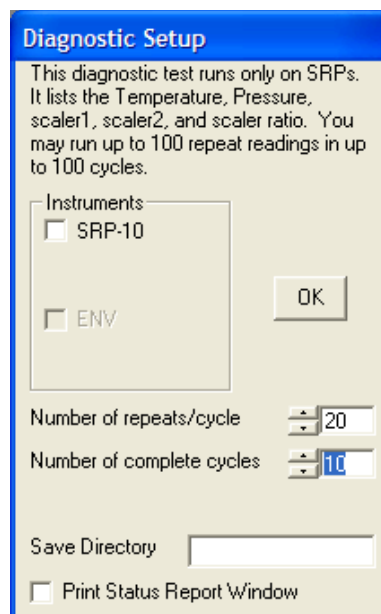 Diagnostic Setup
This diagnostic test runs only on SRPs.
It lists the Temperature, Pressure,
scaler1, scaler2, and scaler ratio. You
may run up to 100 repeat readings in up
to 100 cycles.
Instruments
SRP-10
ENV
OK
Number of repeats/cycle 20
Number of complete cycles 10
Save Directory
Print Status Report Window